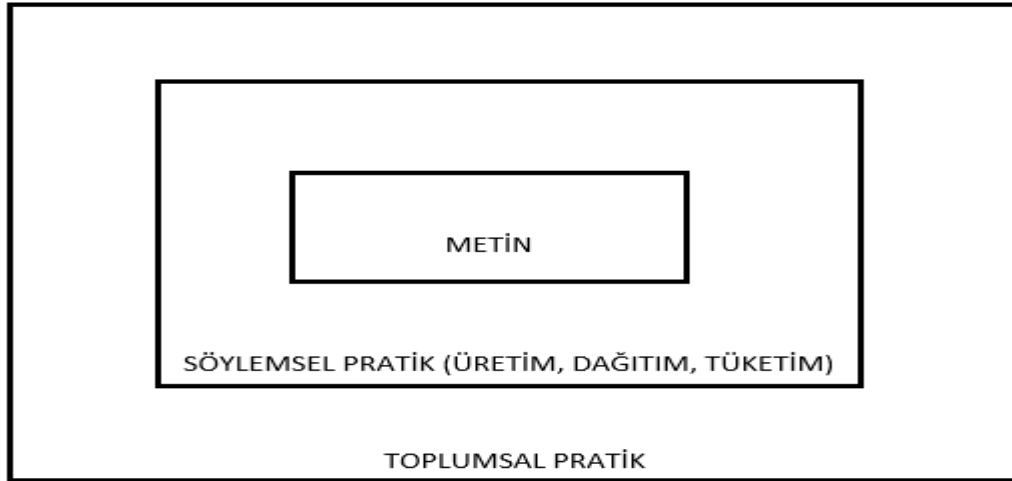 METİN
SÖYLEMSEL PRATİK (ÜRETİM, DAĞITIM, TÜKETİM)
TOPLUMSAL PRATİK